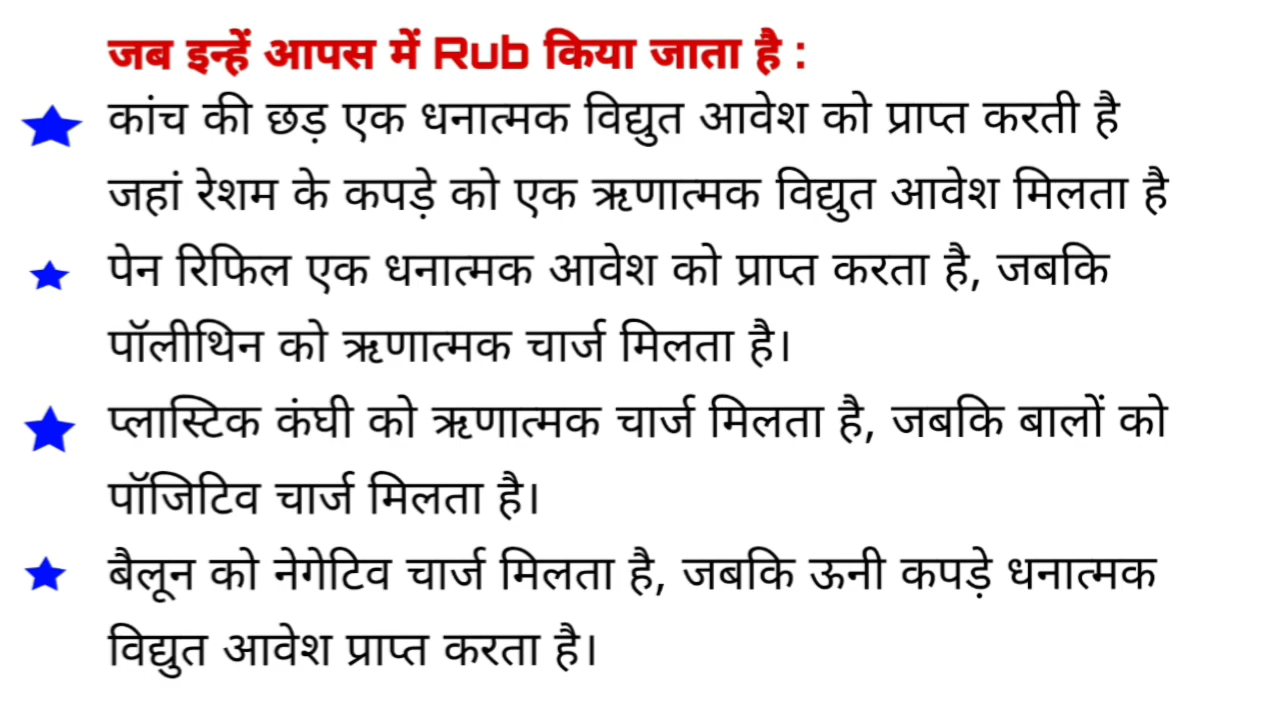 जब इन्हें आपस में Rub किया जाता है :
कांच की छड़ एक धनात्मक विद्युत आवेश को प्राप्त करती है
जहां रेशम के कपड़े को एक ऋणात्मक विद्युत आवेश मिलता है
पेन रिफिल एक धनात्मक आवेश को प्राप्त करता है, जबकि
पॉलीथिन को ऋणात्मक चार्ज मिलता है।
प्लास्टिक कंघी को ऋणात्मक चार्ज मिलता है, जबकि बालों को
पॉजिटिव चार्ज मिलता है।
बैलून को नेगेटिव चार्ज मिलता है, जबकि ऊनी कपड़े धनात्मक
विद्युत आवेश प्राप्त करता है।